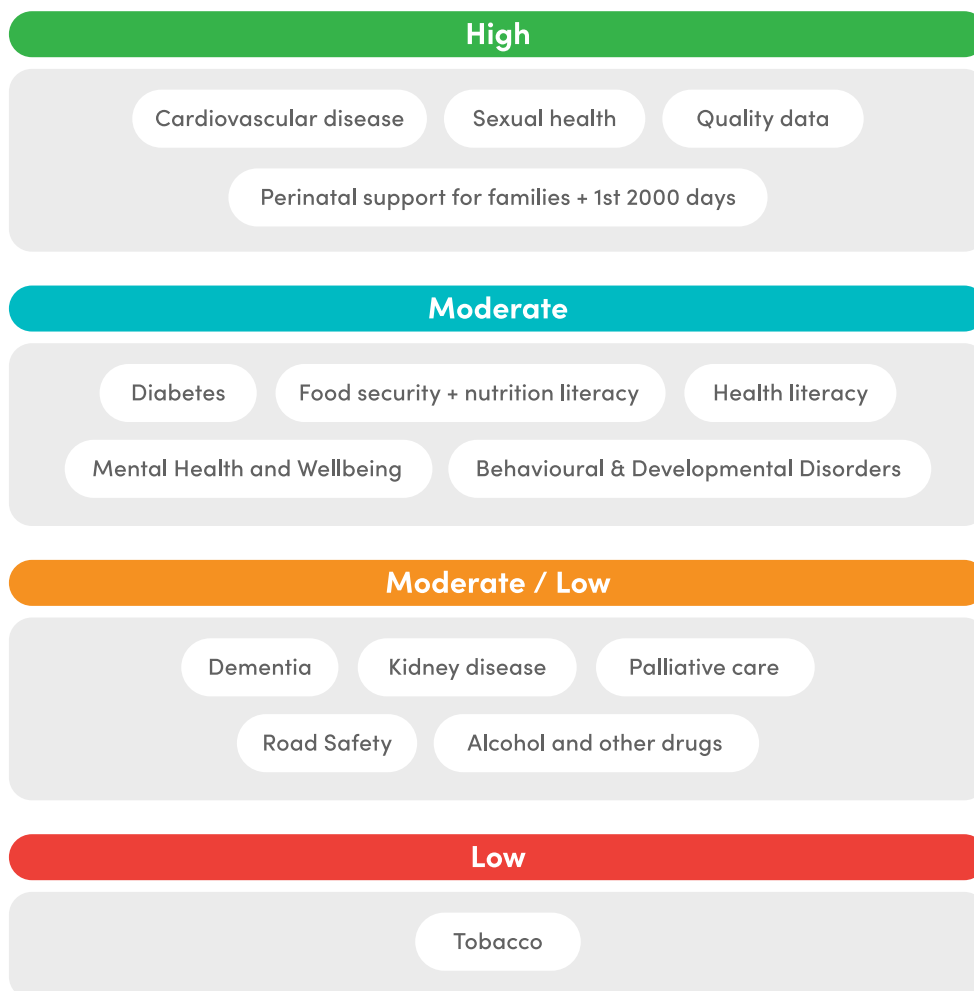 High
Cardiovascular disease Sexual health Quality data
Perinatal support for families + 1st 2000 days
Moderate
Diabetes Food security + nutrition literacy Health literacy
Mental Health and Wellbeing Behavioural & Developmental Disorders
Moderate / Low
Dementia Kidney disease Palliative care
Road Safety Alcohol and other drugs
Low
Tobacco